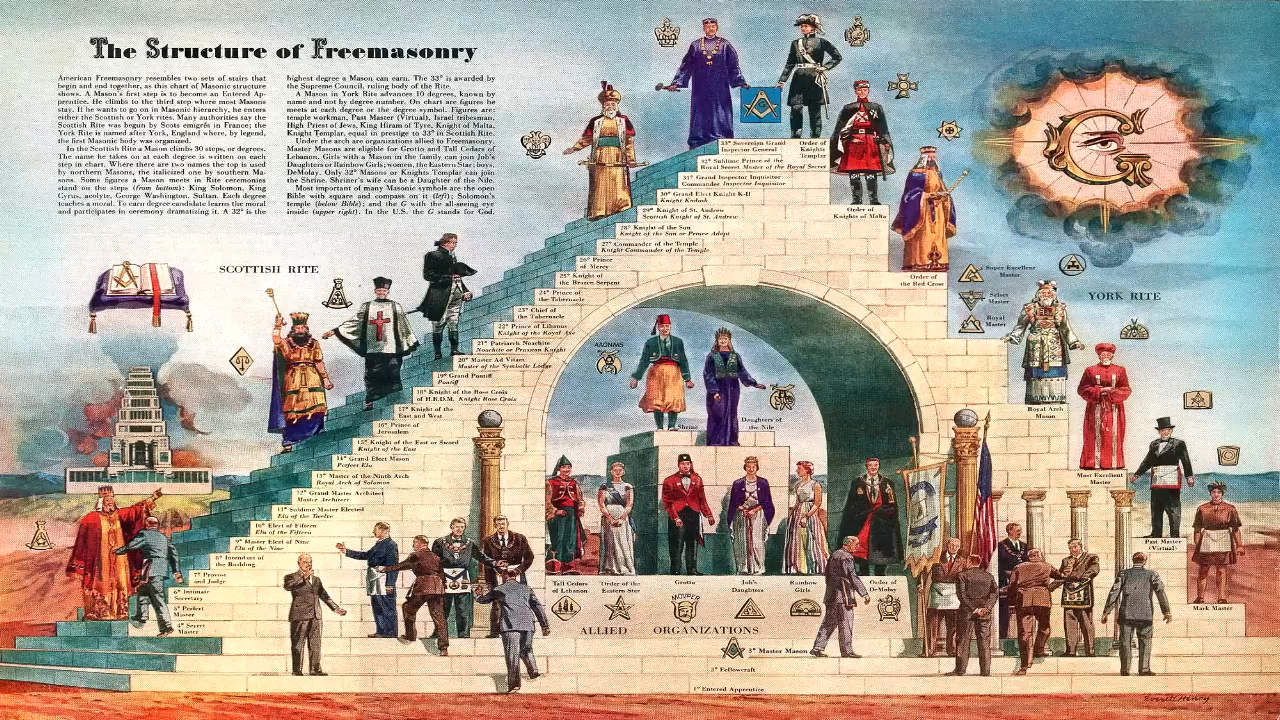 The Structure of Freemasonry
American Freemasonry resembles two sets of stairs that
begin and end together, as this chart of Masonic structure
shows. A Mason's first step is to become an Entered Ap-
prentice. He climbs to the third step where most Masons
stay. If he wants to go on in Masonic hierarchy, he enters
either the Scottish or York rites. Many authorities say the
Scottish Rite was begun by Scots emigrés in France; the
York Rite is named after York, England where, by legend,
the first Masonic body was organized.
In the Scottish Rite a Mason climbs 30 steps, or degrees.
The name he takes on at each degree is written on each
step in chart. Where there are two names the top is used
by northern Masons, the italicized one by southern Ma-
sons. Some figures a Mason meets in Rite ceremonies
stand on the steps (from bottom): King Solomon, King
Cyrus, acolyte, George Washington, Sultan. Each degree
teaches a moral. To earn degree candidate learns the moral
and participates in ceremony dramatizing it. A 32° is the
highest degree a Mason can earn. The 33° is awarded by
the Supreme Council, ruling body of the Rite.
A Mason in York Rite advances 10 degrees, known by
name and not by degree number. On chart are figures he
meets at each degree or the degree symbol. Figures are:
temple workman, Past Master (Virtual), Israel tribesman,
High Priest of Jews, King Hiram of Tyre, Knight of Malta,
Knight Templar, equal in prestige to 33° in Scottish Rite.
Under the arch are organizations allied to Freemasonry.
Master Masons are eligible for Grotto and Tall Cedars of
Lebanon. Girls with a Mason in the family can join Job's
Daughters or Rainbow Girls; women, the Eastern Star; boys,
DeMolay. Only 32° Masons or Knights Templar can join
the Shrine. Shriner's wife can be a Daughter of the Nile.
Most important of many Masonic symbols are the open
Bible with square and compass on it (left); Solomon's
temple (below Bible); and the G with the all-seeing eye
inside (upper right). In the U.S. the G stands for God.
G
SCOTTISH RITE
YORK RITE
33° Sovereign Grand
Inspector General
32° Sublime Prince of the
Royal Secret Master of the Royal Secret
31° Grand Inspector Inquisitor
Commander Inspector Inquisitor
30° Grand Elect Knight K-H
Knight Kadosh
29° Knight of St. Andrew
Scottish Knight of St. Andrew
28° Knight of the Sun
Knight of the Sun or Prince Adept
27° Commander of the Temple
Knight Commander of the Temple
26° Prince
of Mercy
25° Knight of
the Brazen Serpent
24° Prince of
the Tabernacle
23° Chief of
the Tabernacle
22° Prince of Libanus
Knight of the Royal Axe
21° Patriarch Noachite
Noachite or Prussian Knight
20° Master Ad Vitam
Master of the Symbolic Lodge
19° Grand Pontiff
Pontiff
18° Knight of the Rose Croix
of H.R.D.M. Knight Rose Croix
17° Knight of the
East and West
16° Prince of
Jerusalem
15° Knight of the East or Sword
Knight of the East
14° Grand Elect Mason
Perfect Elu
13° Master of the Ninth Arch
Royal Arch of Solomon
12° Grand Master Architect
Master Architect
11° Sublime Master Elected
Elu of the Twelve
10° Elect of Fifteen
Elu of the Fifteen
9° Master Elect of Nine
Elu of the Nine
8° Intendant of
the Building
7° Provost
and Judge
6° Intimate
Secretary
5° Perfect
Master
4° Secret
Master
Order of
Knights
Templar
Order of
Knights of Malta
Order of
the Red Cross
Super Excellent
Master
Select
Master
Royal
Master
Royal Arch
Mason
Most Excellent
Master
Past Master
(Virtual)
Mark Master
AAONMS
Shrine
Daughters of
the Nile
Tall Cedars
of Lebanon
Order of the
Eastern Star
Grotto
Job's
Daughters
Rainbow
Girls
Order of
DeMolay
MOVPER
ALLIED ORGANIZATIONS
3° Master Mason
2° Fellowcraft
1° Entered Apprentice